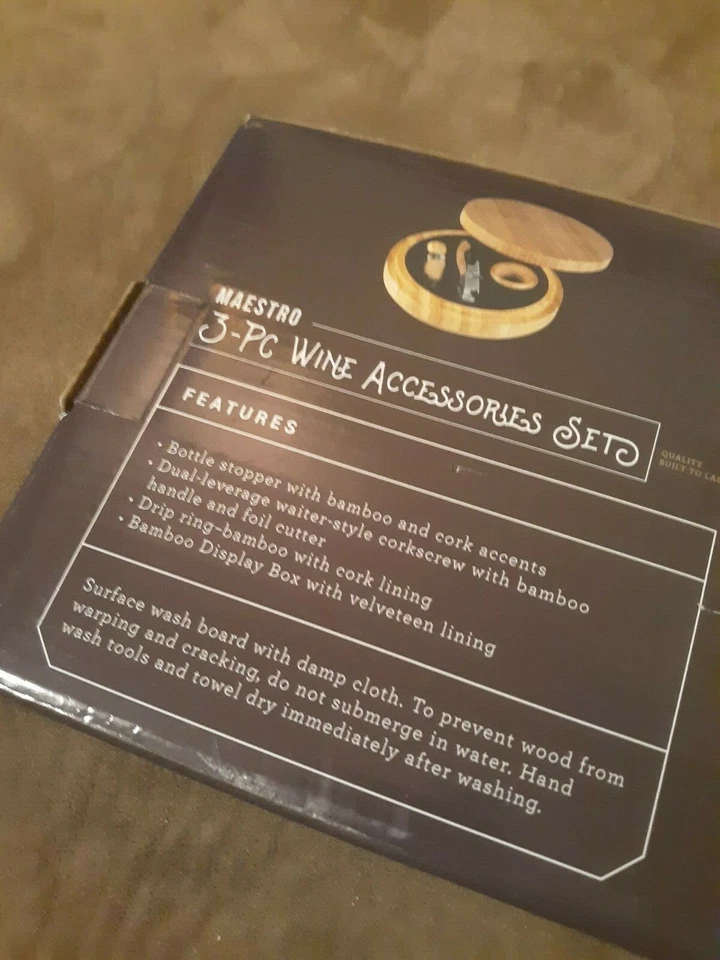 MAESTRO
3-Pc Wine Accessories Set
QUALITY
BUILT TO
FEATURES
• Bottle stopper with bamboo and cork accents
• Dual-leverage waiter-style corkscrew with bamboo
handle and foil cutter
• Drip ring-bamboo with cork lining
• Bamboo Display Box with velveteen lining
Surface wash board with damp cloth. To prevent wood from
warping and cracking, do not submerge in water. Hand
wash tools and towel dry immediately after washing.